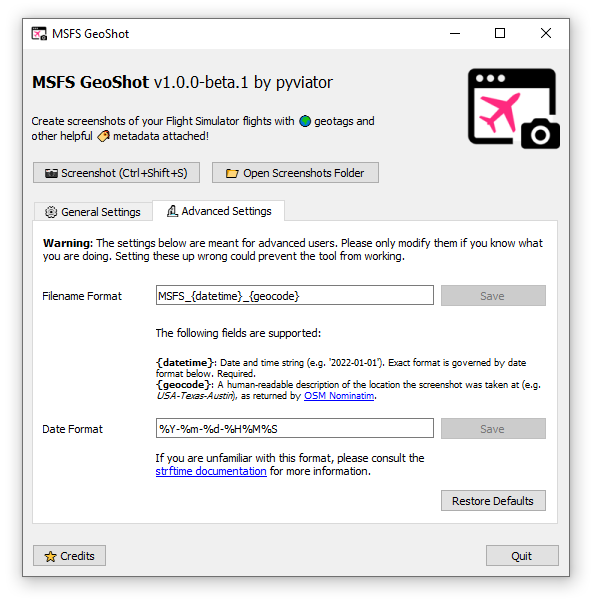 MSFS GeoShot
MSFS GeoShot v1.0.0-beta.1 by pyviator
Create screenshots of your Flight Simulator flights with 🌍 geotags and
other helpful 🏷️ metadata attached!
Screenshot (Ctrl+Shift+S)
Open Screenshots Folder
General Settings
Advanced Settings
Warning: The settings below are meant for advanced users. Please only modify them if you know what
you are doing. Setting these up wrong could prevent the tool from working.
Filename Format
MSFS_{datetime}_{geocode}
Save
The following fields are supported:
{datetime}: Date and time string (e.g. '2022-01-01'). Exact format is governed by date
format below. Required.
{geocode}: A human-readable description of the location the screenshot was taken at (e.g.
USA-Texas-Austin), as returned by OSM Nominatim.
Date Format
%Y-%m-%d-%H%M%S
Save
If you are unfamiliar with this format, please consult the
strftime documentation for more information.
Restore Defaults
Credits
Quit